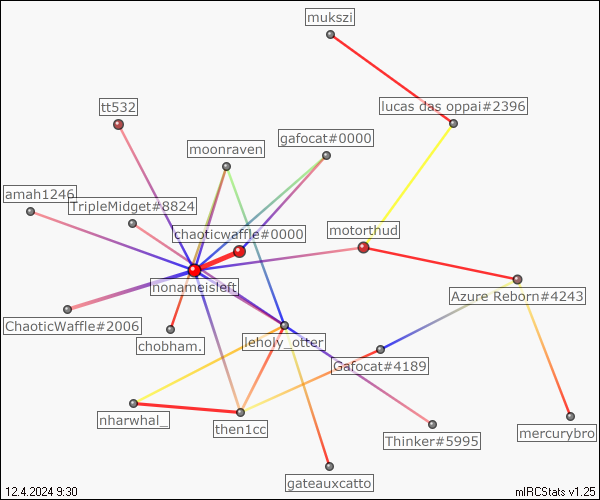 mukszi
lucas das oppai#2396
tt532
gafocat#0000
moonraven
amah1246
TripleMidget#8824
chaoticwaffle#0000
motorthud
nonameisleft
Azure Reborn#4243
ChaoticWaffle#2006
chobham.
leholy_otter
Gafocat#4189
nharwhal_
then1cc
Thinker#5995
mercurybro
gateauxcatto
12.4.2024 9:30
mIRCStats v1.25